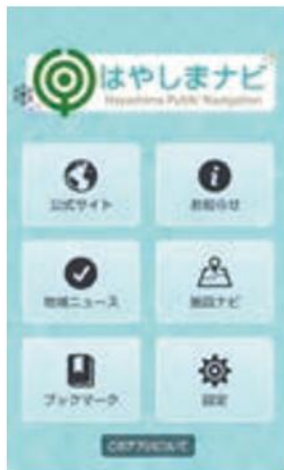 はやしまナビ
Hayashima Public Navigation
公式サイト
お知らせ
地域ニュース
施設ナビ
ブックマーク
設定
このアプリについて